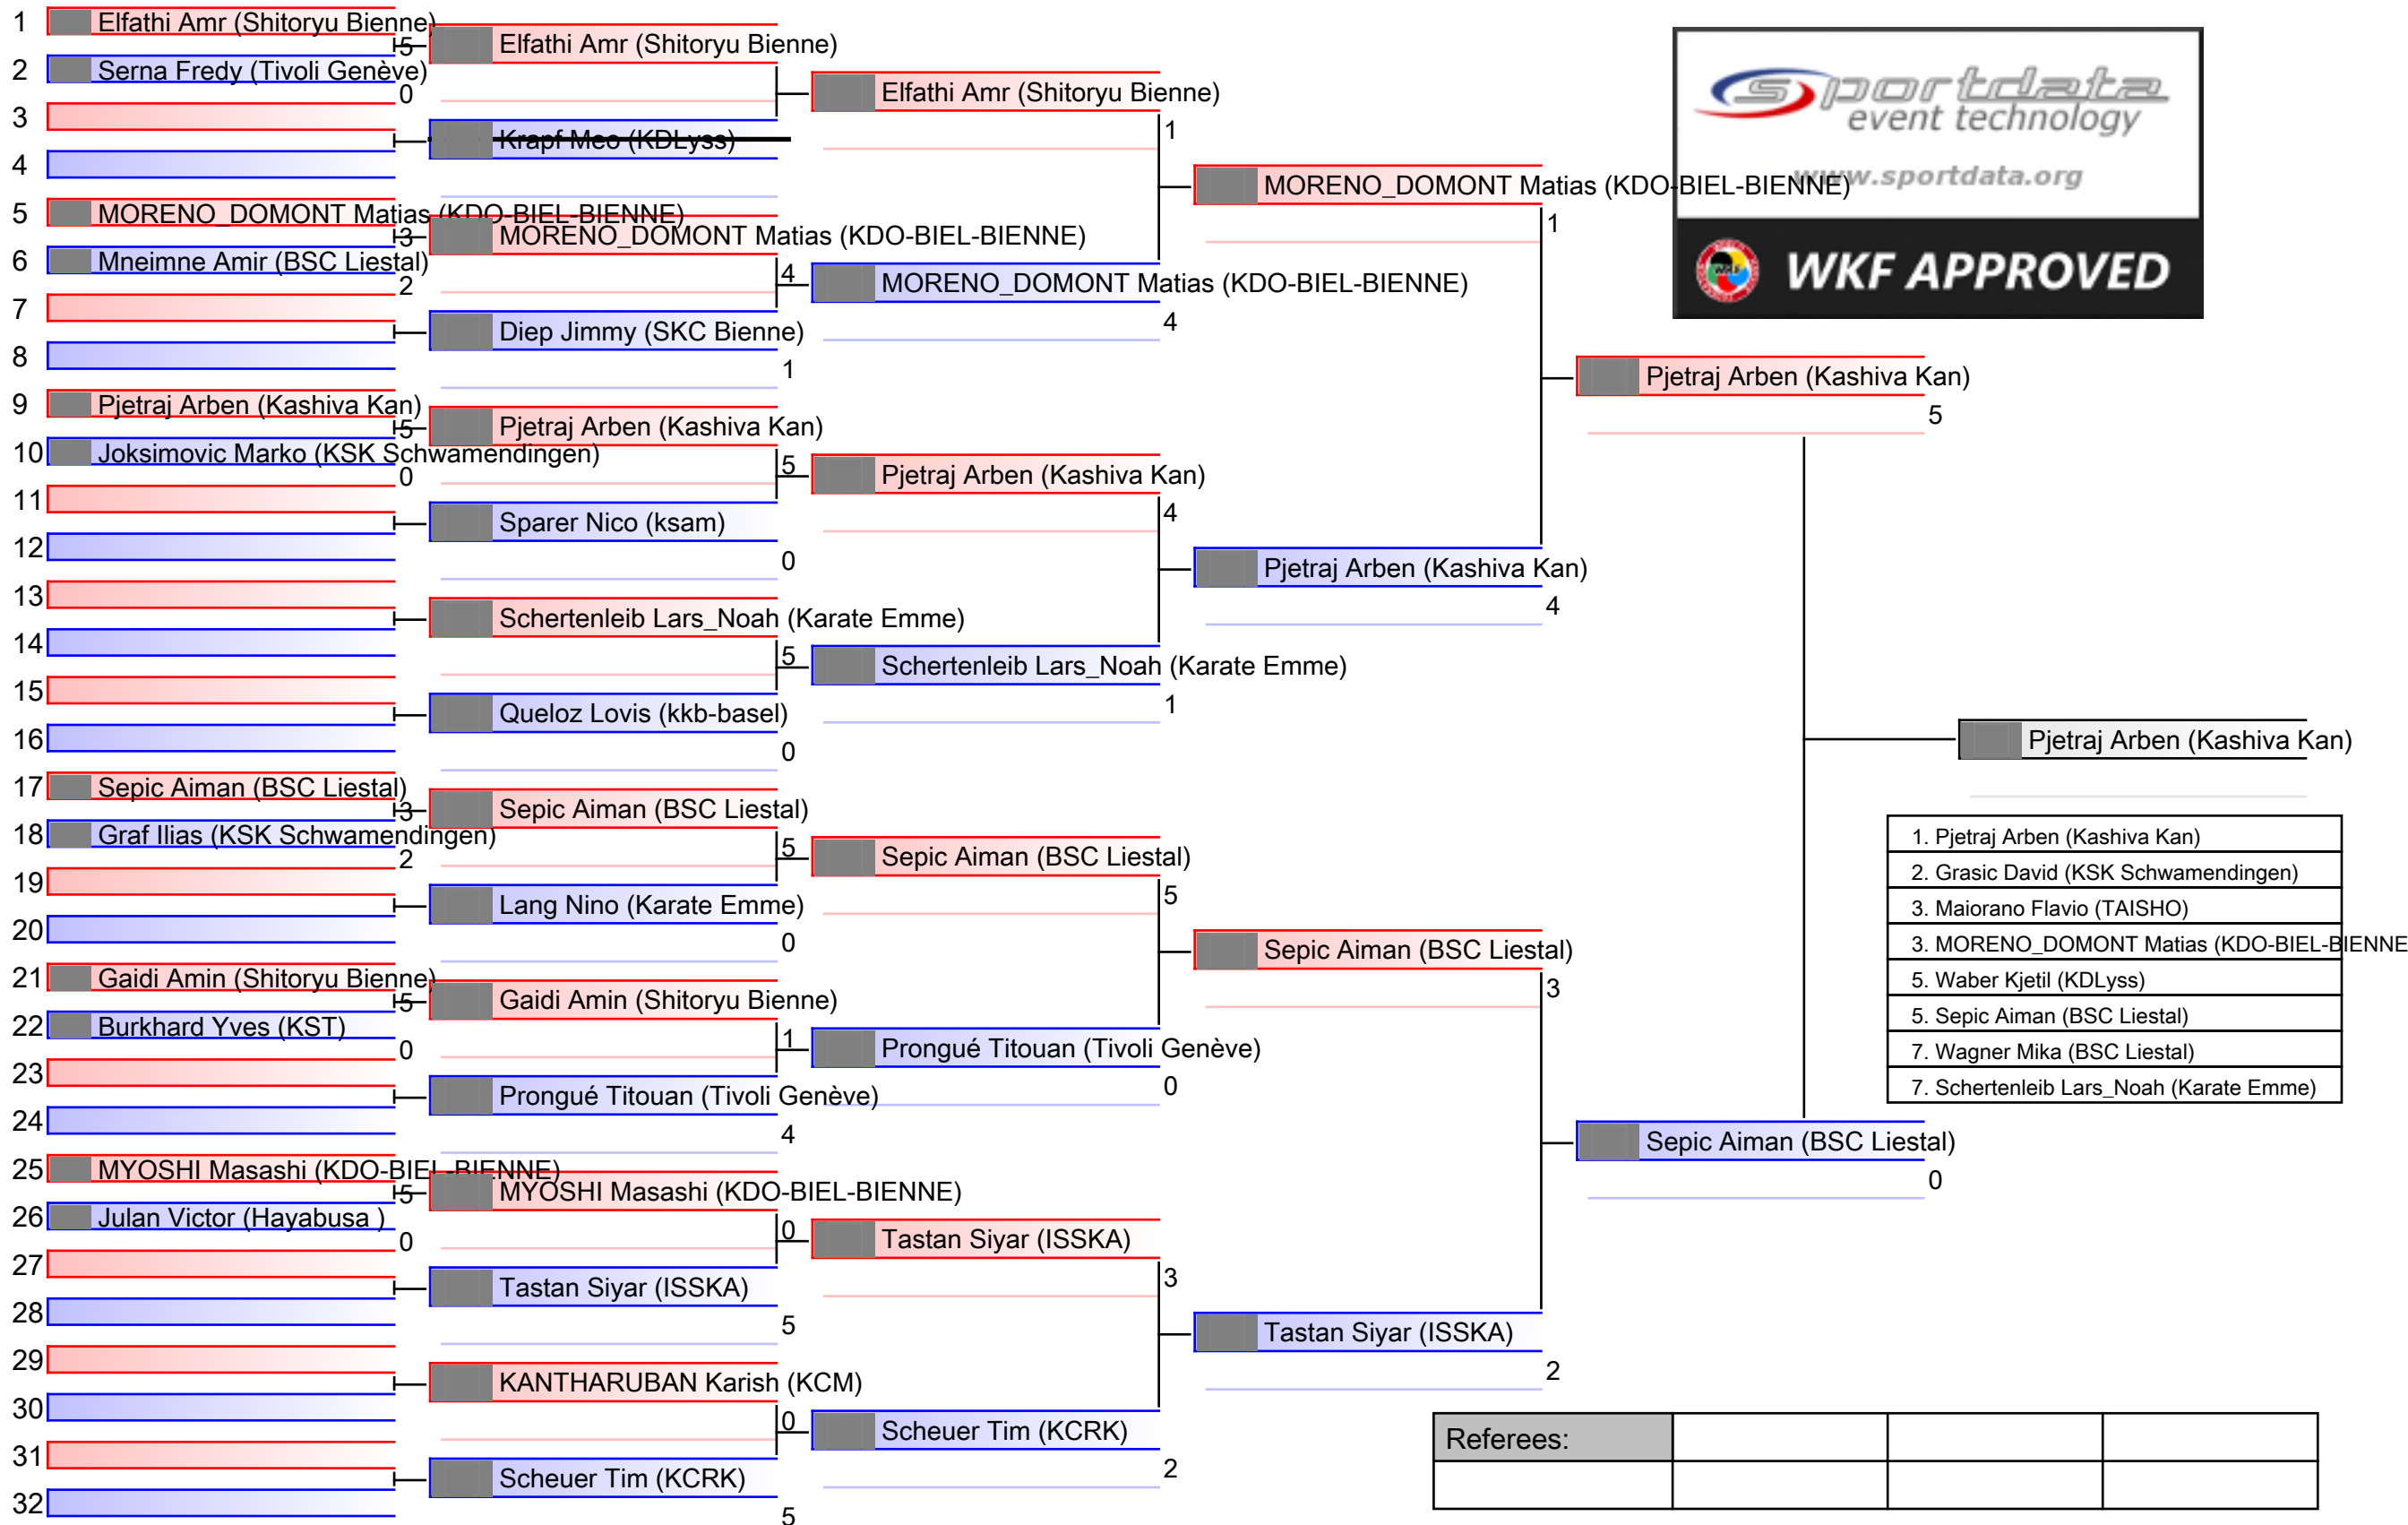 1 Elfathi Amr (Shitoryu Bienne)
5
2 Serna Fredy (Tivoli Genève)
0
3
4
5 MORENO_DOMONT Matias (KDO-BIEL-BIENNE)
3
6 Mneimne Amir (BSC Liestal)
2
7
8
9 Pjetraj Arben (Kashiva Kan)
5
10 Joksimovic Marko (KSK Schwamendingen)
0
11
12
13
14
15
16
17 Sepic Aiman (BSC Liestal)
3
18 Graf Ilias (KSK Schwamendingen)
2
19
20
21 Gaidi Amin (Shitoryu Bienne)
5
22 Burkhard Yves (KST)
0
23
24
25 MYOSHI Masashi (KDO-BIEL-BIENNE)
5
26 Julan Victor (Hayabusa )
0
27
28
29
30
31
32
Elfathi Amr (Shitoryu Bienne)
Krapf Meo (KDLyss)
MORENO_DOMONT Matias (KDO-BIEL-BIENNE)
4
Diep Jimmy (SKC Bienne)
1
Pjetraj Arben (Kashiva Kan)
5
Sparer Nico (ksam)
0
Schertenleib Lars_Noah (Karate Emme)
5
Queloz Lovis (kkb-basel)
0
Sepic Aiman (BSC Liestal)
5
Lang Nino (Karate Emme)
0
Gaidi Amin (Shitoryu Bienne)
1
Prongué Titouan (Tivoli Genève)
4
MYOSHI Masashi (KDO-BIEL-BIENNE)
0
Tastan Siyar (ISSKA)
5
KANTHARUBAN Karish (KCM)
0
Scheuer Tim (KCRK)
5
Elfathi Amr (Shitoryu Bienne)
1
MORENO_DOMONT Matias (KDO-BIEL-BIENNE)
4
Pjetraj Arben (Kashiva Kan)
4
Schertenleib Lars_Noah (Karate Emme)
1
Sepic Aiman (BSC Liestal)
5
Prongué Titouan (Tivoli Genève)
0
Tastan Siyar (ISSKA)
3
Scheuer Tim (KCRK)
2
MORENO_DOMONT Matias (KDO-BIEL-BIENNE)
1
Pjetraj Arben (Kashiva Kan)
4
Sepic Aiman (BSC Liestal)
3
Tastan Siyar (ISSKA)
2
Pjetraj Arben (Kashiva Kan)
5
Sepic Aiman (BSC Liestal)
0
Pjetraj Arben (Kashiva Kan)
sportdata
event technology
www.sportdata.org
WKF
WKF APPROVED
1. Pjetraj Arben (Kashiva Kan)
2. Grasic David (KSK Schwamendingen)
3. Maiorano Flavio (TAISHO)
3. MORENO_DOMONT Matias (KDO-BIEL-BIENNE
5. Waber Kjetil (KDLyss)
5. Sepic Aiman (BSC Liestal)
7. Wagner Mika (BSC Liestal)
7. Schertenleib Lars_Noah (Karate Emme)
Referees: